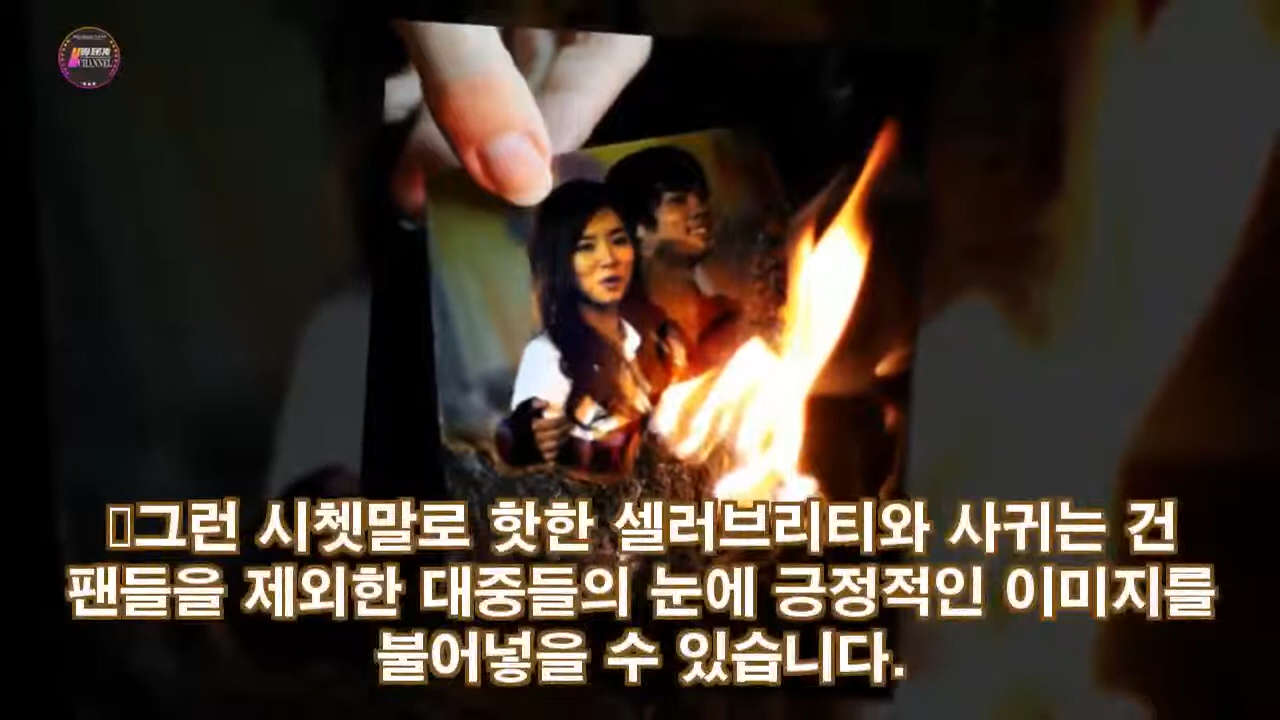 CHANNEL
그런 시쳇말로 핫한 셀러브리티와 사귀는 건
팬들을 제외한 대중들의 눈에 긍정적인 이미지를
불어넣을 수 있습니다.